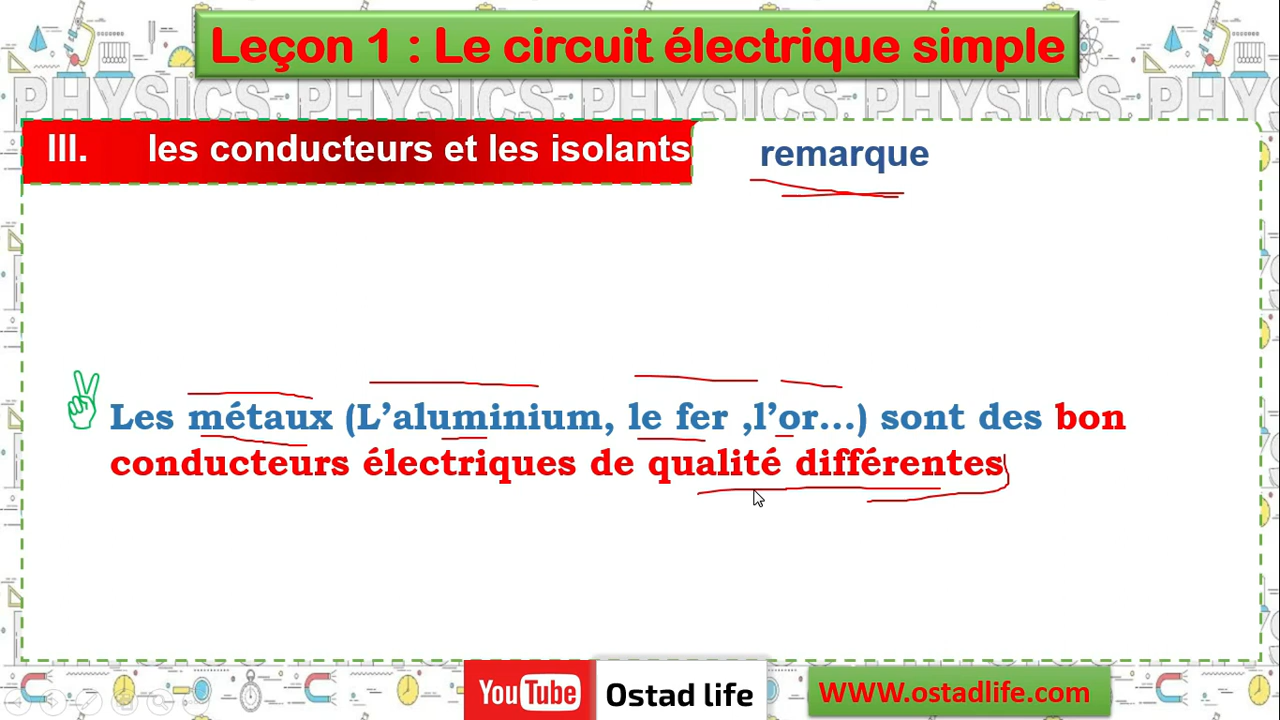 Leçon 1 : Le circuit électrique simple
PHYSICS.PHYSICS.PHYSICS.PHYSICS.PHYSICS
III. les conducteurs et les isolants
remarque
Les métaux (L’aluminium, le fer ,l’or…) sont des bon
conducteurs électriques de qualité différentes
YouTube Ostad life
WWW.ostadlife.com